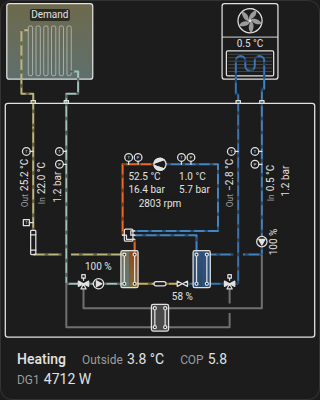 Demand
0.5 °C
Out 25.2 °C
In 22.0 °C
1.2 bar
T
P
T
T
P
P
T
52.5 °C
16.4 bar
1.0 °C
5.7 bar
2803 rpm
Out −2.8 °C
In 0.5 °C
1.2 bar
T
T
P
100 %
T
100 %
58 %
Heating Outside 3.8 °C COP 5.8
DG1 4712 W